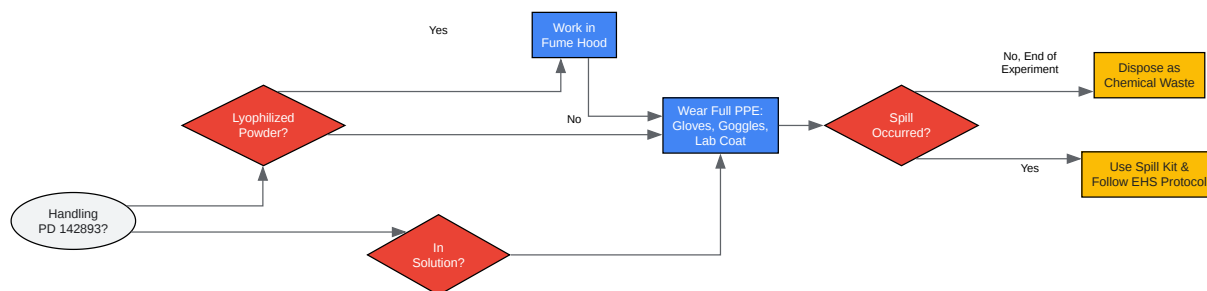 Yes
Work in
Fume Hood
No, End of
Experiment
Dispose as
Chemical Waste
Lyophilized
Powder?
No
Wear Full PPE:
Gloves, Goggles,
Lab Coat
Spill
Occurred?
Yes
Use Spill Kit &
Follow EHS Protocol
Handling
PD 142893?
In
Solution?